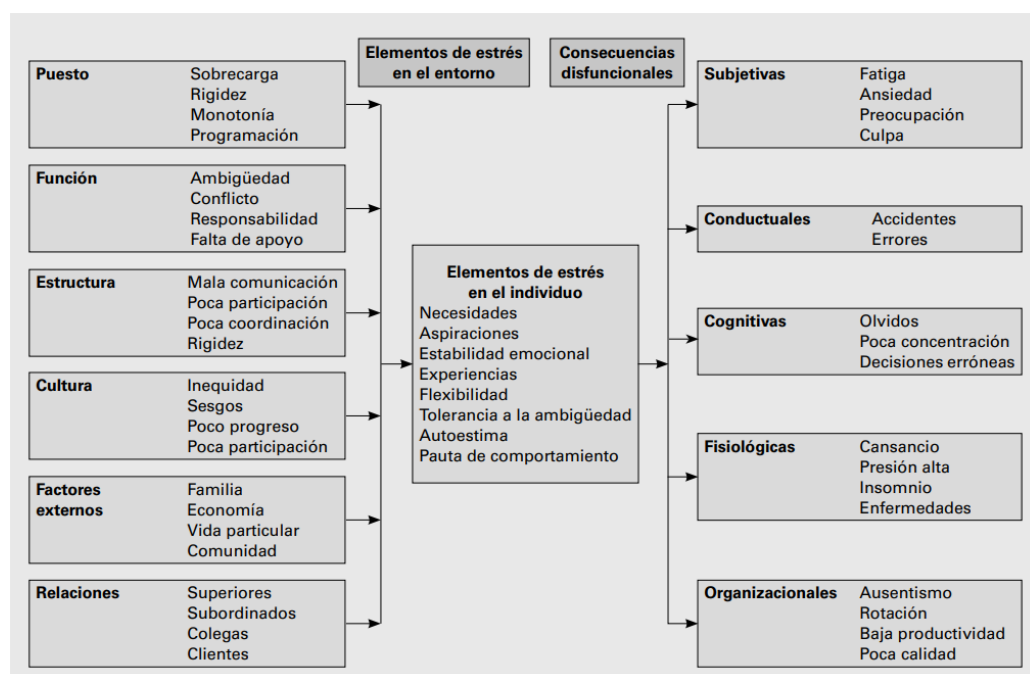 Elementos de estrés
en el entorno
Consecuencias
disfuncionales
Puesto
Sobrecarga
Rigidez
Monotonía
Programación
Función
Ambigüedad
Conflicto
Responsabilidad
Falta de apoyo
Estructura
Mala comunicación
Poca participación
Poca coordinación
Rigidez
Cultura
Inequidad
Sesgos
Poco progreso
Poca participación
Factores
externos
Familia
Economía
Vida particular
Comunidad
Relaciones
Superiores
Subordinados
Colegas
Clientes
Elementos de estrés
en el individuo
Necesidades
Aspiraciones
Estabilidad emocional
Experiencias
Flexibilidad
Tolerancia a la ambigüedad
Autoestima
Pauta de comportamiento
Subjetivas
Fatiga
Ansiedad
Preocupación
Culpa
Conductuales
Accidentes
Errores
Cognitivas
Olvidos
Poca concentración
Decisiones erróneas
Fisiológicas
Cansancio
Presión alta
Insomnio
Enfermedades
Organizacionales
Ausentismo
Rotación
Baja productividad
Poca calidad